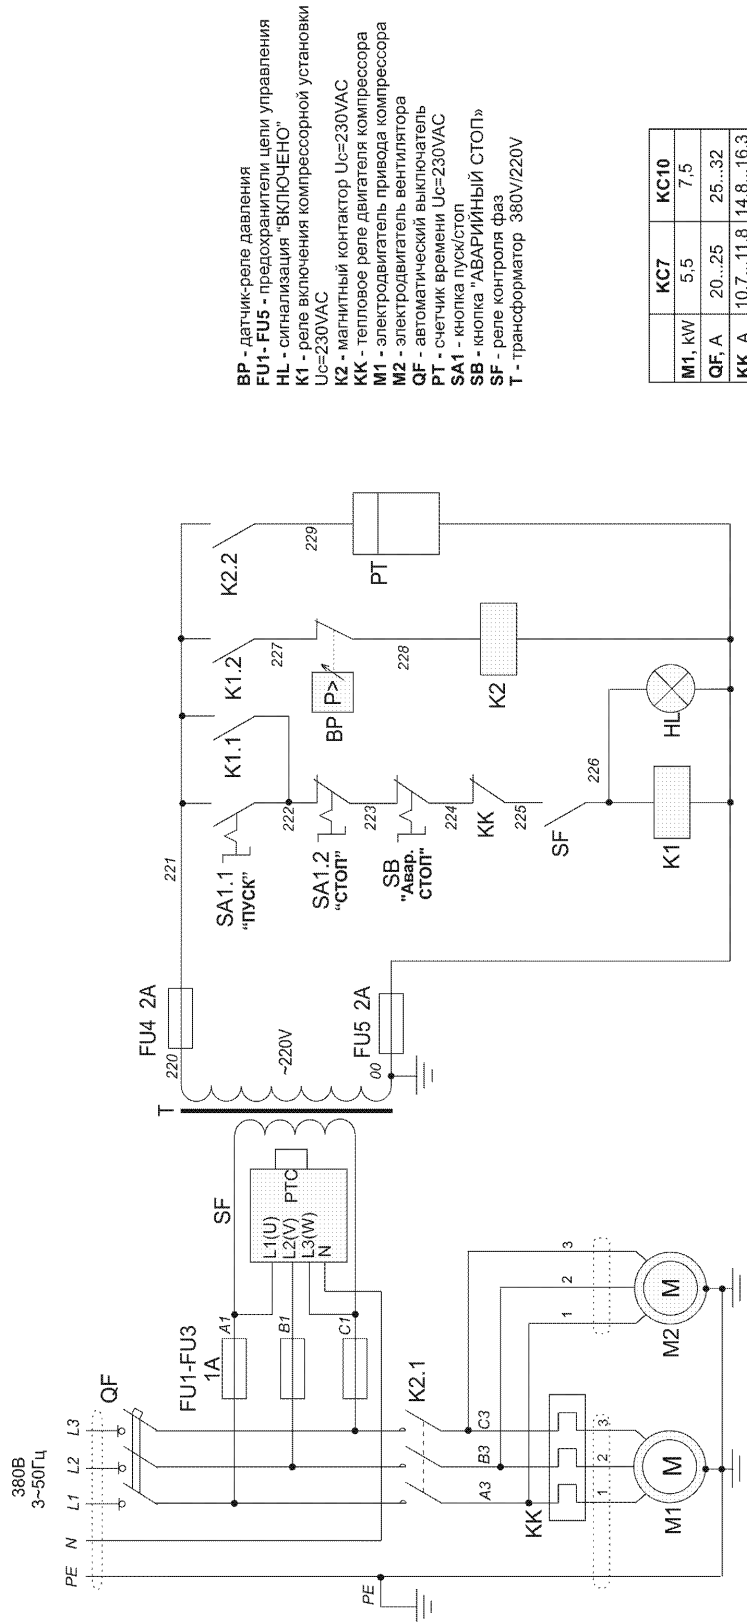 380В
3~50Гц
PE
N
L1
L2
L3
QF
FU1-FU3
1A
A1
B1
C1
SF
L1(U)
L2(V)
L3(W)
N
PTC
T
~220V
220
00
FU4 2A
FU5 2A
221
SA1.1
"ПУСК"
K1.1
222
SA1.2
"СТОП"
223
SB
"Авар.
СТОП"
224
KK
225
SF
226
K1
HL
K1.2
227
BP
P>
228
K2
K2.2
229
PT
PE
K2.1
A3
B3
C3
KK
1
2
3
M
M1
1
2
3
M
M2
BP - датчик-реле давления
FU1- FU5 - предохранители цепи управления
HL - сигнализация "ВКЛЮЧЕНО"
K1 - реле включения компрессорной установки
Uc=230VAC
K2 - магнитный контактор Uc=230VAC
KK - тепловое реле двигателя компрессора
M1 - электродвигатель привода компрессора
M2 - электродвигатель вентилятора
QF - автоматический выключатель
PT - счетчик времени Uc=230VAC
SA1 - кнопка пуск/стоп
SB - кнопка "АВАРИЙНЫЙ СТОП»
SF - реле контроля фаз
T - трансформатор 380V/220V
KC7 KC10
M1, kW 5,5 7,5
QF, A 20...25 25...32
KK, A 10,7...11,8 14,8...16,3